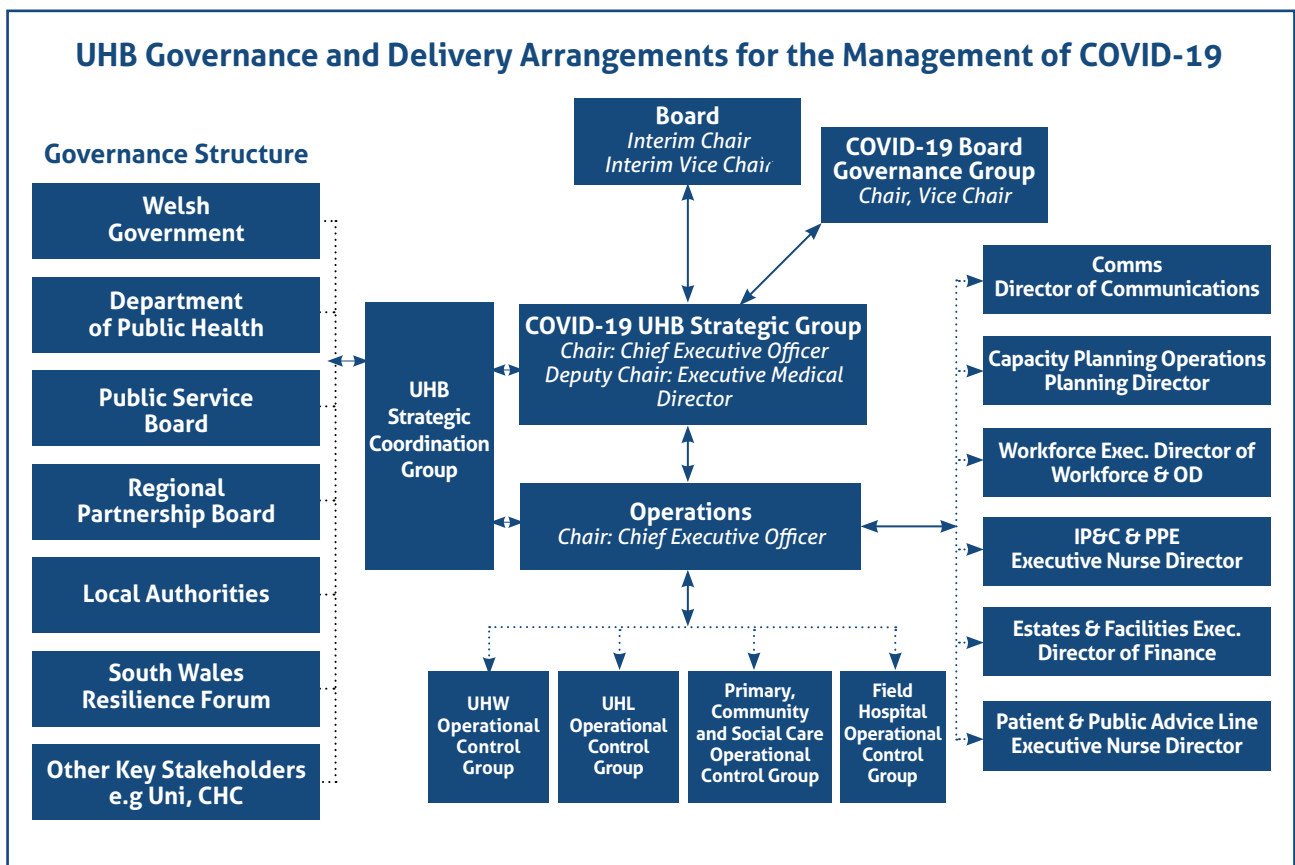 UHB Governance and Delivery Arrangements for the Management of COVID-19
Governance Structure
Welsh
Government
Department
of Public Health
Public Service
Board
Regional
Partnership Board
Local Authorities
South Wales
Resilience Forum
Other Key Stakeholders
e.g Uni, CHC
UHB
Strategic
Coordination
Group
Board
Interim Chair
Interim Vice Chair
COVID-19 Board
Governance Group
Chair, Vice Chair
COVID-19 UHB Strategic Group
Chair: Chief Executive Officer
Deputy Chair: Executive Medical
Director
Operations
Chair: Chief Executive Officer
UHW
Operational
Control
Group
UHL
Operational
Control
Group
Primary,
Community
and Social Care
Operational
Control Group
Field
Hospital
Operational
Control
Group
Comms
Director of Communications
Capacity Planning Operations
Planning Director
Workforce Exec. Director of
Workforce & OD
IP&C & PPE
Executive Nurse Director
Estates & Facilities Exec.
Director of Finance
Patient & Public Advice Line
Executive Nurse Director